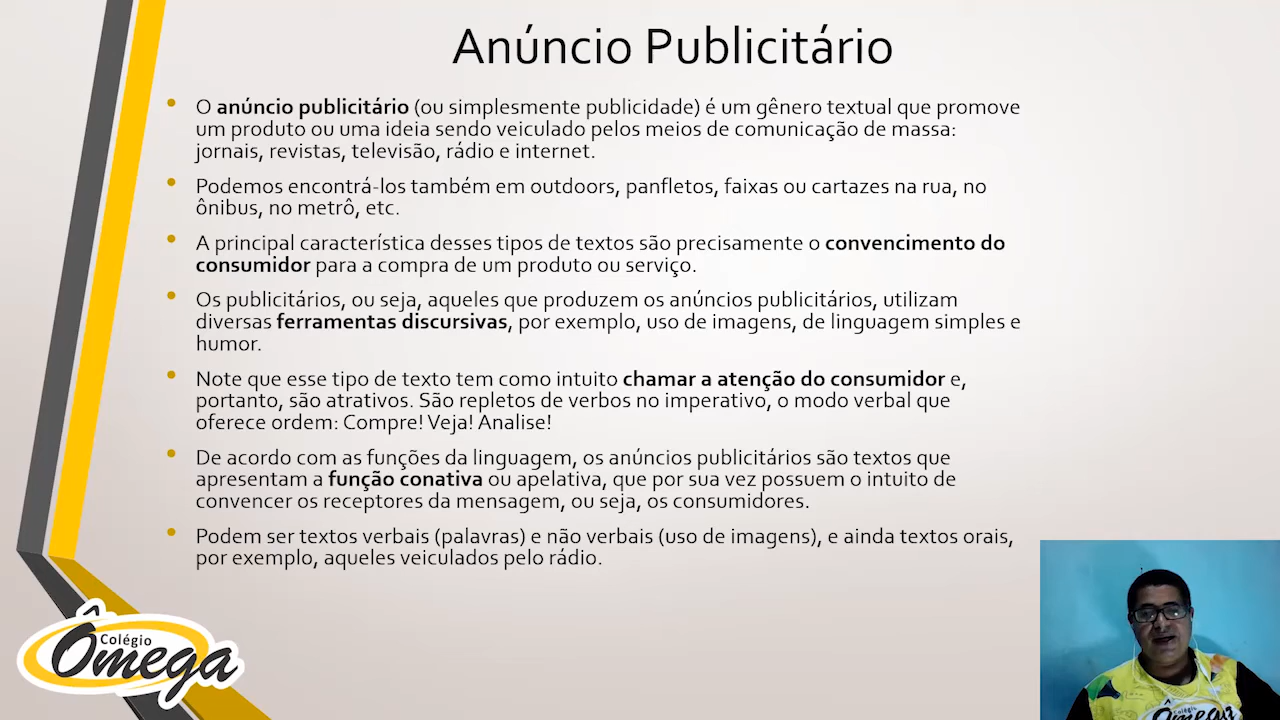 Anúncio Publicitário
• O anúncio publicitário (ou simplesmente publicidade) é um gênero textual que promove
um produto ou uma ideia sendo veiculado pelos meios de comunicação de massa:
jornais, revistas, televisão, rádio e internet.
• Podemos encontrá-los também em outdoors, panfletos, faixas ou cartazes na rua, no
ônibus, no metrô, etc.
• A principal característica desses tipos de textos são precisamente o convencimento do
consumidor para a compra de um produto ou serviço.
• Os publicitários, ou seja, aqueles que produzem os anúncios publicitários, utilizam
diversas ferramentas discursivas, por exemplo, uso de imagens, de linguagem simples e
humor.
• Note que esse tipo de texto tem como intuito chamar a atenção do consumidor e,
portanto, são atrativos. São repletos de verbos no imperativo, o modo verbal que
oferece ordem: Compre! Veja! Analise!
• De acordo com as funções da linguagem, os anúncios publicitários são textos que
apresentam a função conativa ou apelativa, que por sua vez possuem o intuito de
convencer os receptores da mensagem, ou seja, os consumidores.
• Podem ser textos verbais (palavras) e não verbais (uso de imagens), e ainda textos orais,
por exemplo, aqueles veiculados pelo rádio.
Colégio
Ômega
Colégio
Ômega